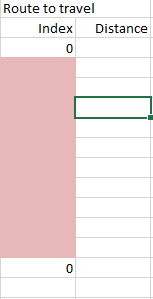 Route to travel
Index Distance
0
0